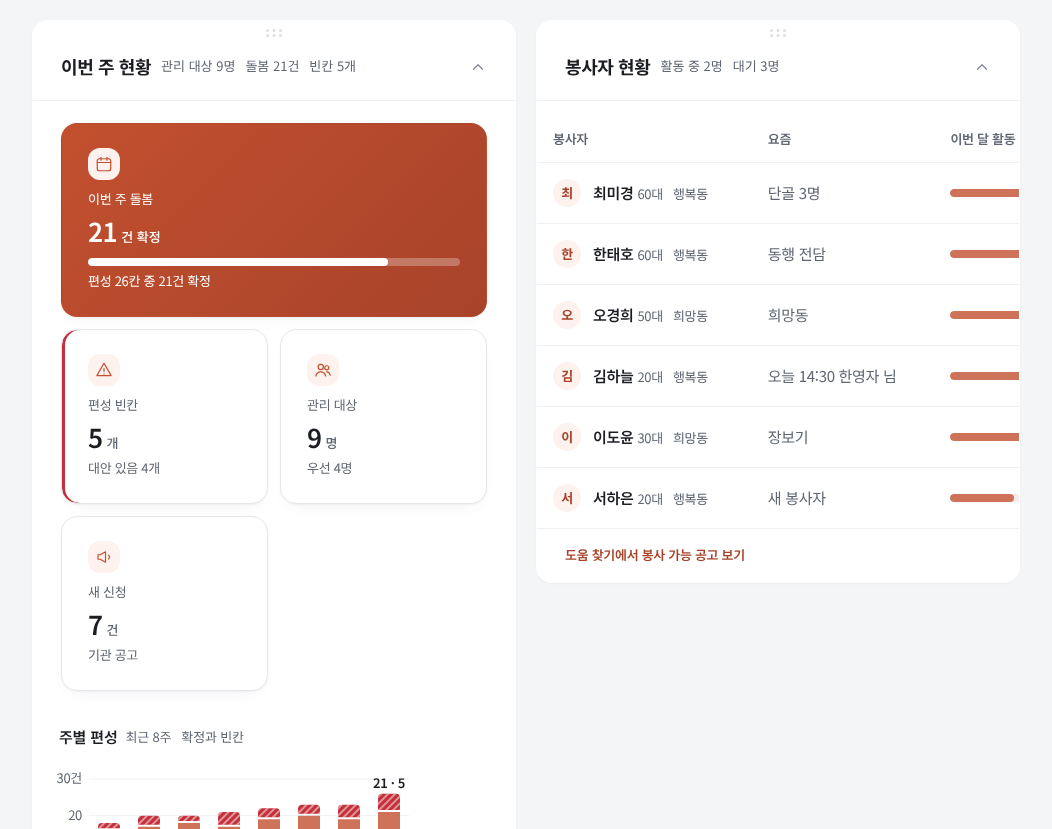 이번 주 현황 관리 대상 9명 돌봄 21건 빈칸 5개
이번 주 돌봄
21 건 확정
편성 26칸 중 21건 확정
편성 빈칸
5 개
대안 있음 4개
관리 대상
9 명
우선 4명
새 신청
7 건
기관 공고
주별 편성 최근 8주 확정과 빈칸
30건
21 · 5
20
봉사자 현황 활동 중 2명 대기 3명
봉사자 요즘 이번 달 활동
최 최미경 60대 행복동 단골 3명
한 한태호 60대 행복동 동행 전담
오 오경희 50대 희망동 희망동
김 김하늘 20대 행복동 오늘 14:30 한영자 님
이 이도윤 30대 희망동 장보기
서 서하은 20대 행복동 새 봉사자
도움 찾기에서 봉사 가능 공고 보기